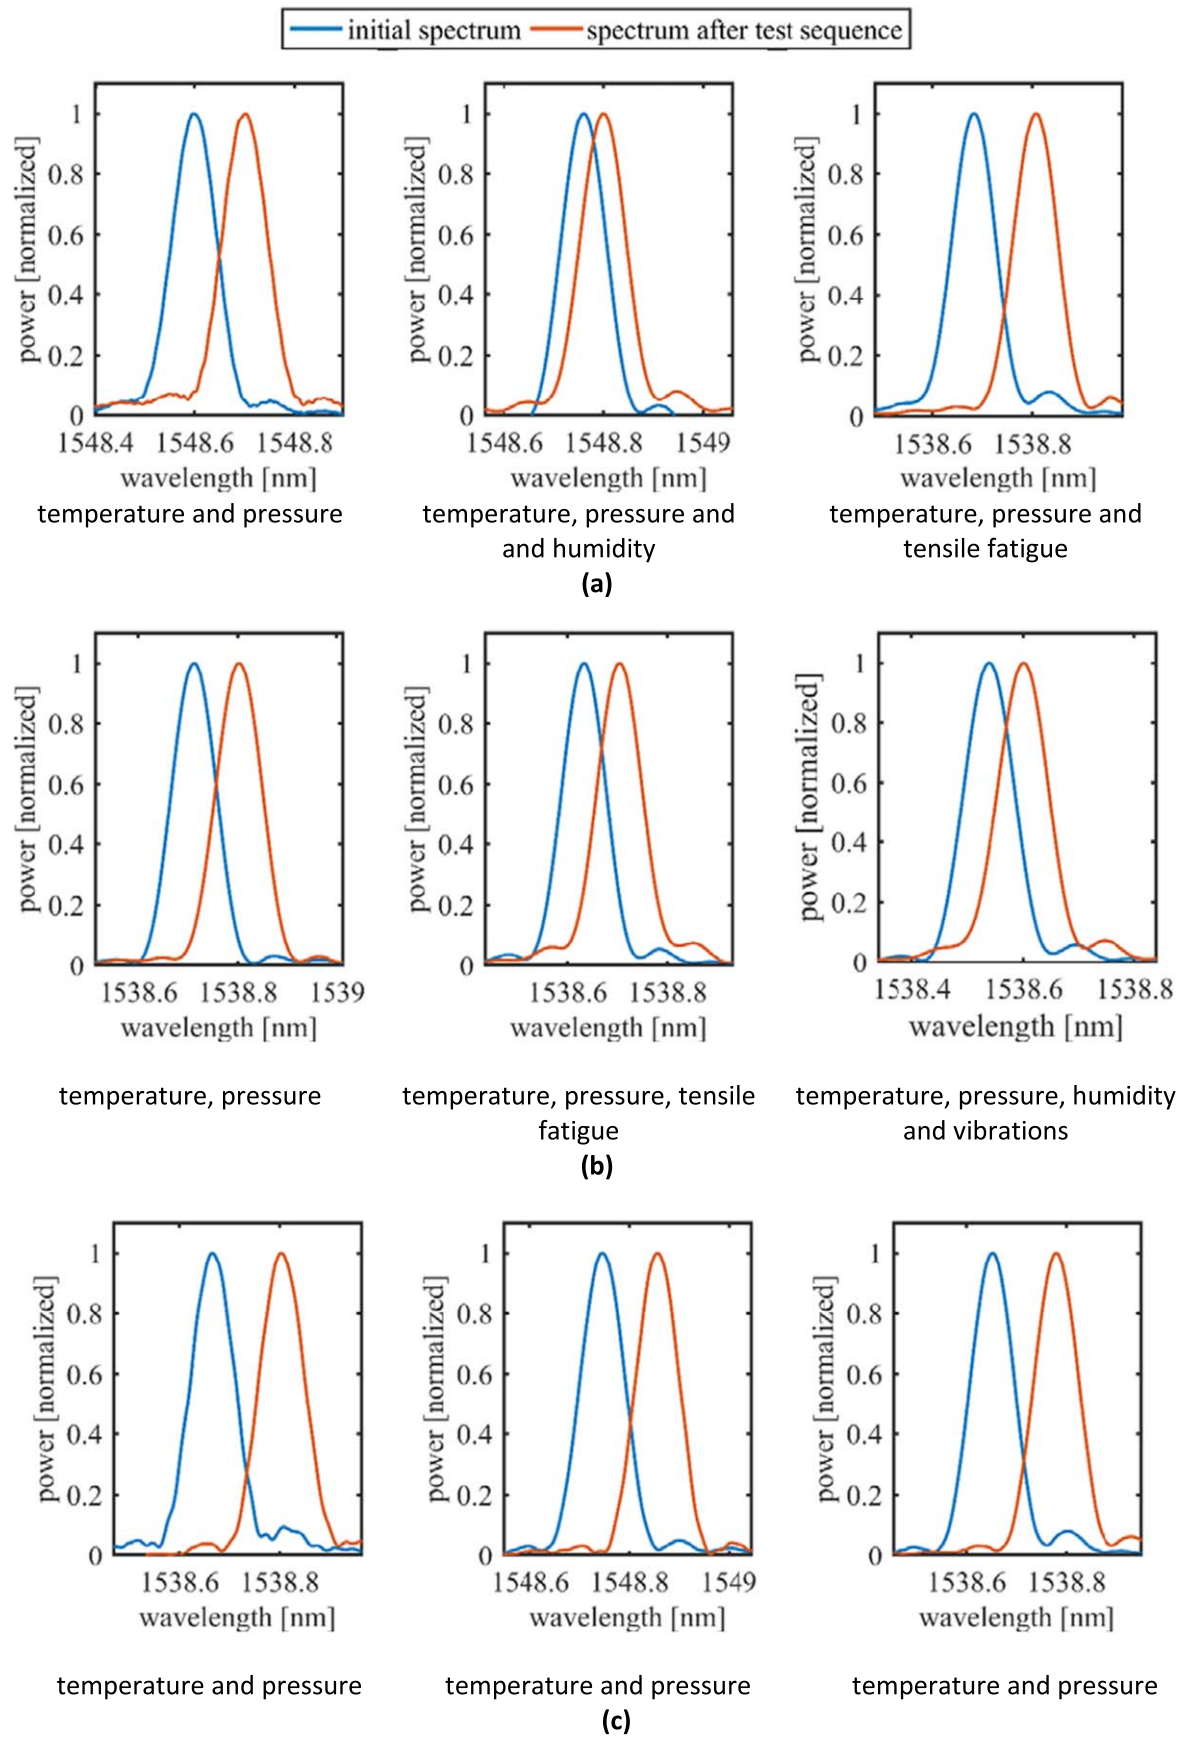 initial spectrum spectrum after test sequence
power [normalized]
1
0.8
0.6
0.4
0.2
0
1548.4 1548.6 1548.8
wavelength [nm]
temperature and pressure
power [normalized]
1
0.8
0.6
0.4
0.2
0
1548.6 1548.8 1549
wavelength [nm]
temperature, pressure and
and humidity
power [normalized]
1
0.8
0.6
0.4
0.2
0
1538.6 1538.8
wavelength [nm]
temperature, pressure and
tensile fatigue
(a)
power [normalized]
1
0.8
0.6
0.4
0.2
0
1538.6 1538.8 1539
wavelength [nm]
temperature, pressure
power [normalized]
1
0.8
0.6
0.4
0.2
0
1538.6 1538.8
wavelength [nm]
temperature, pressure, tensile
fatigue
power [normalized]
1
0.8
0.6
0.4
0.2
0
1538.4 1538.6 1538.8
wavelength [nm]
temperature, pressure, humidity
and vibrations
(b)
power [normalized]
1
0.8
0.6
0.4
0.2
0
1538.6 1538.8
wavelength [nm]
temperature and pressure
power [normalized]
1
0.8
0.6
0.4
0.2
0
1548.6 1548.8 1549
wavelength [nm]
temperature and pressure
power [normalized]
1
0.8
0.6
0.4
0.2
0
1538.6 1538.8
wavelength [nm]
temperature and pressure
(c)